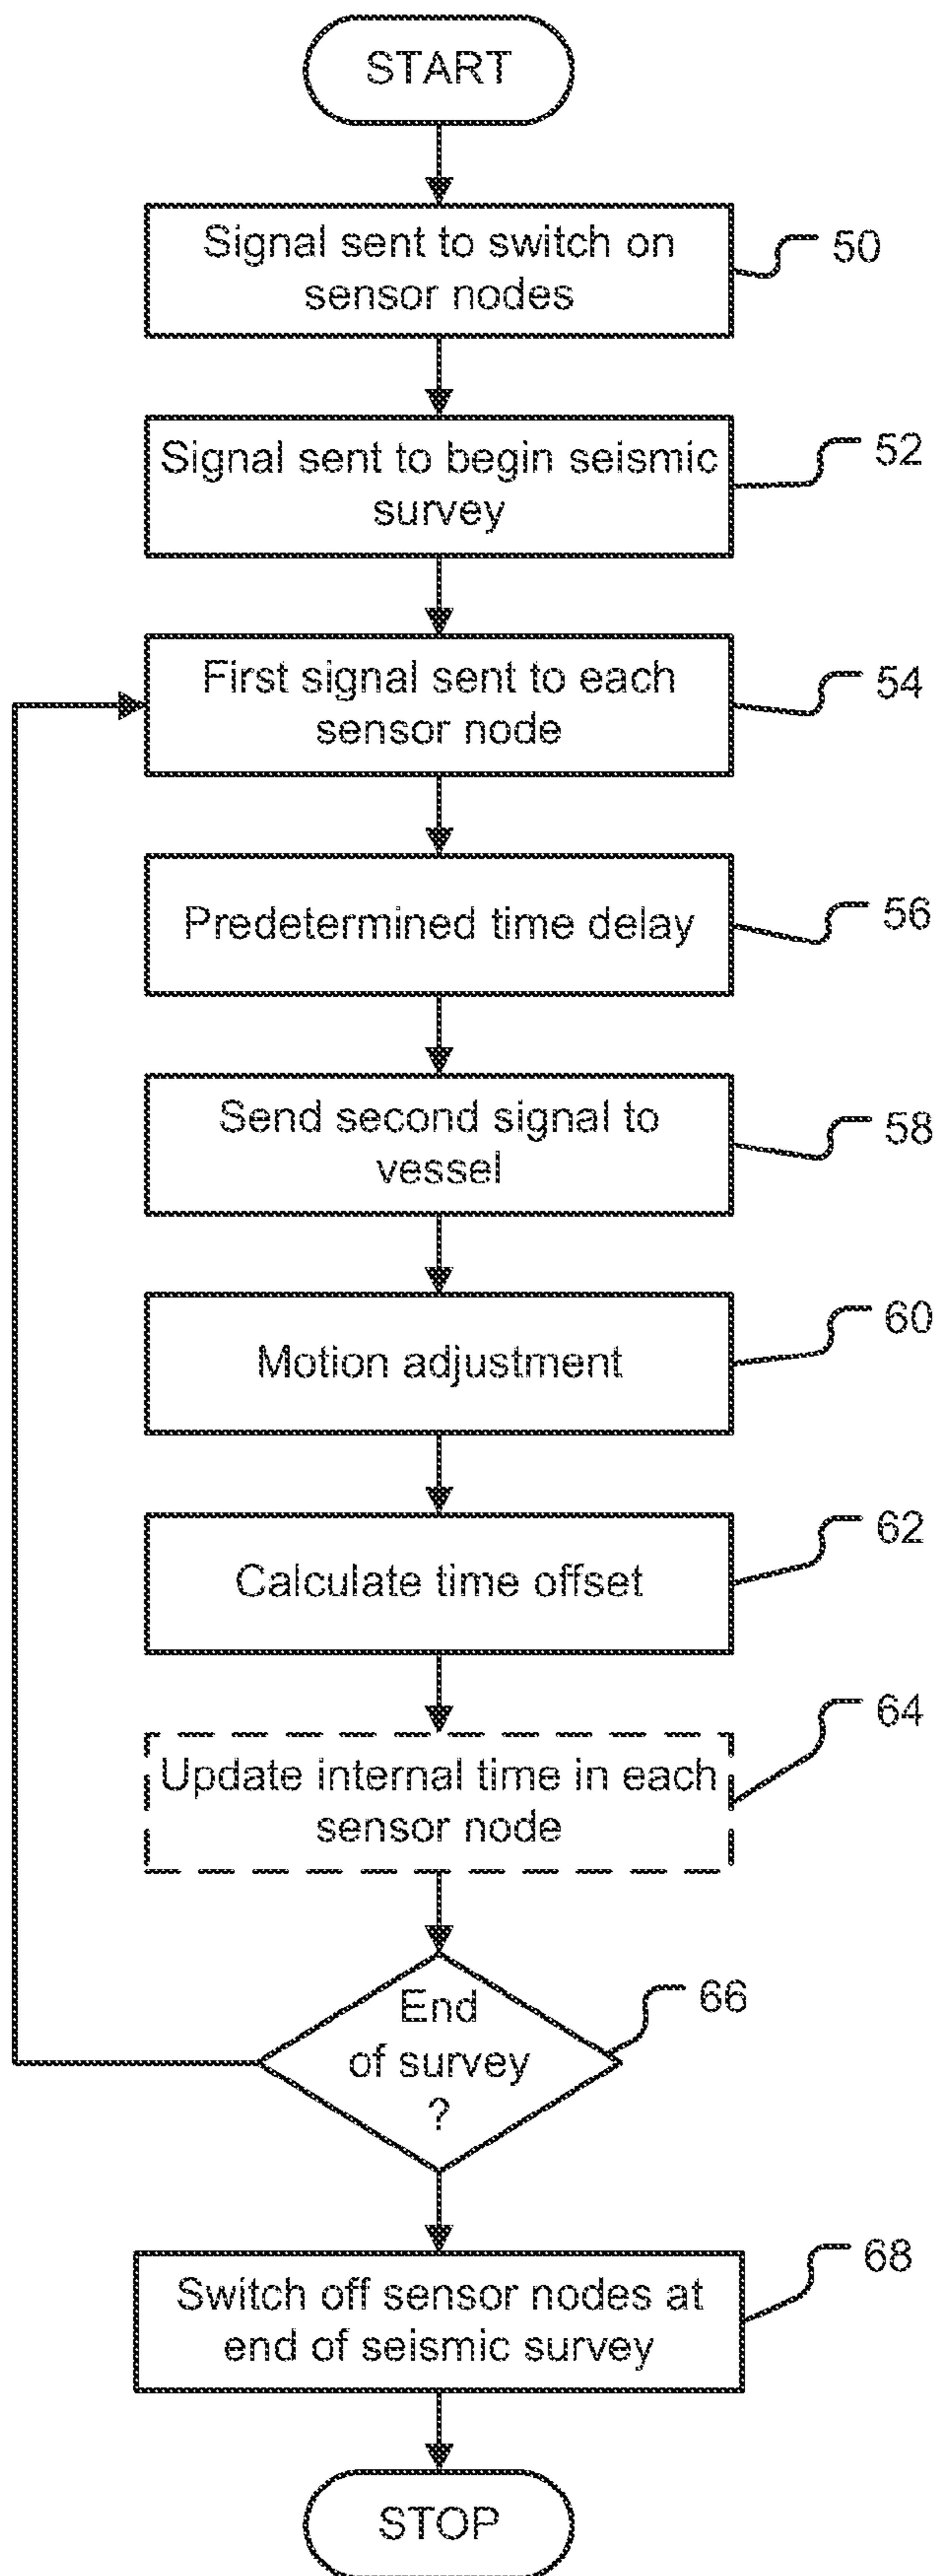 START
Signal sent to switch on
sensor nodes
50
Signal sent to begin seismic
survey
52
First signal sent to each
sensor node
54
Predetermined time delay
56
Send second signal to
vessel
58
Motion adjustment
60
Calculate time offset
62
Update internal time in each
sensor node
64
End
of survey
?
66
Switch off sensor nodes at
end of seismic survey
68
STOP